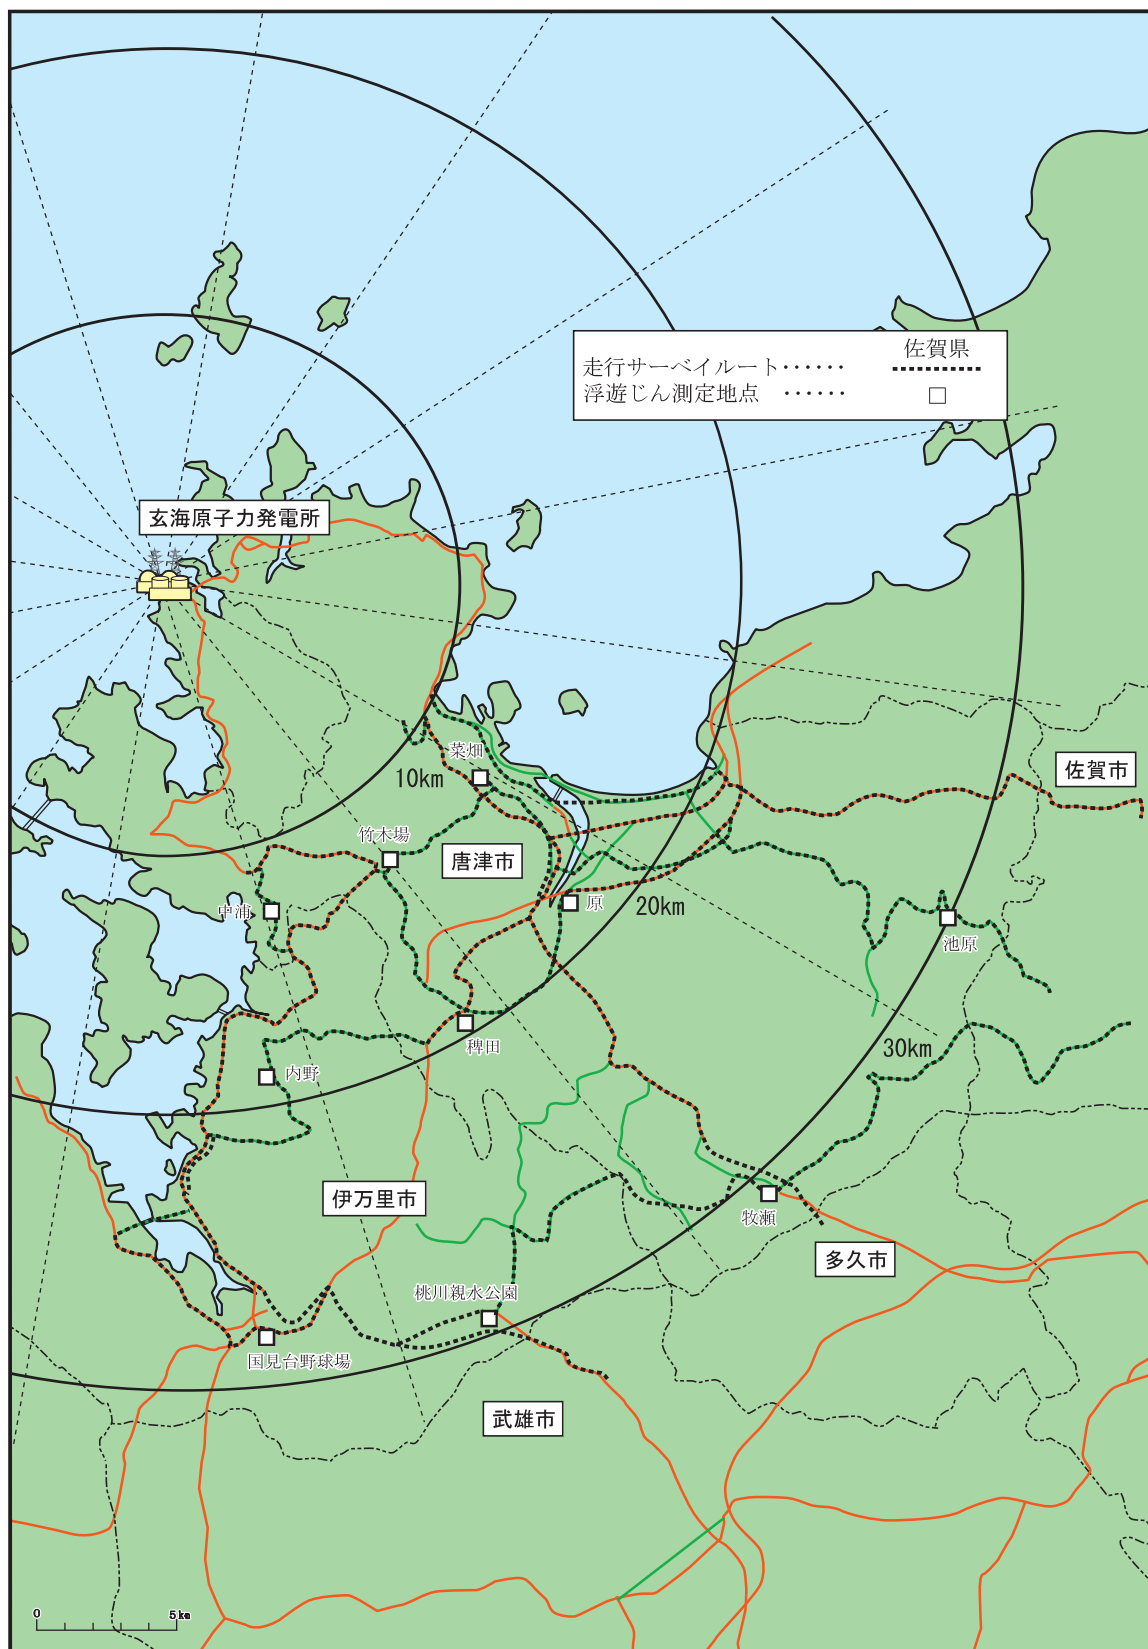 佐賀県
走行サーベイルート・・・・・・
浮遊じん測定地点 ・・・・・・ □
玄海原子力発電所
菜畑
10km
佐賀市
竹木場
唐津市
中浦
原
20km
池原
稗田
30km
内野
伊万里市
牧瀬
多久市
桃川親水公園
国見台野球場
武雄市
0 5km